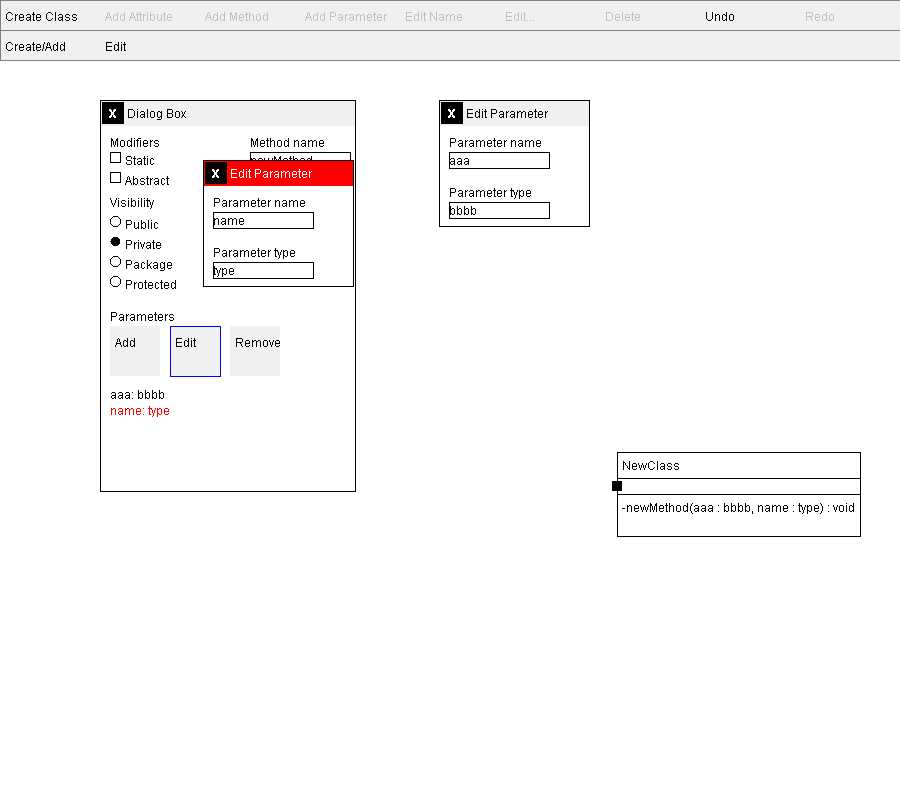 Create Class Add Attribute Add Method Add Parameter Edit Name Edit... Delete Undo Redo
Create/Add Edit
X Dialog Box
Modifiers
Static
Abstract
Visibility
Public
Private
Package
Protected
Method name
newMethod
X Edit Parameter
Parameter name
name
Parameter type
type
Parameters
Add Edit Remove
aaa: bbbb
name: type
X Edit Parameter
Parameter name
aaa
Parameter type
bbbb
NewClass
-newMethod(aaa : bbbb, name : type) : void